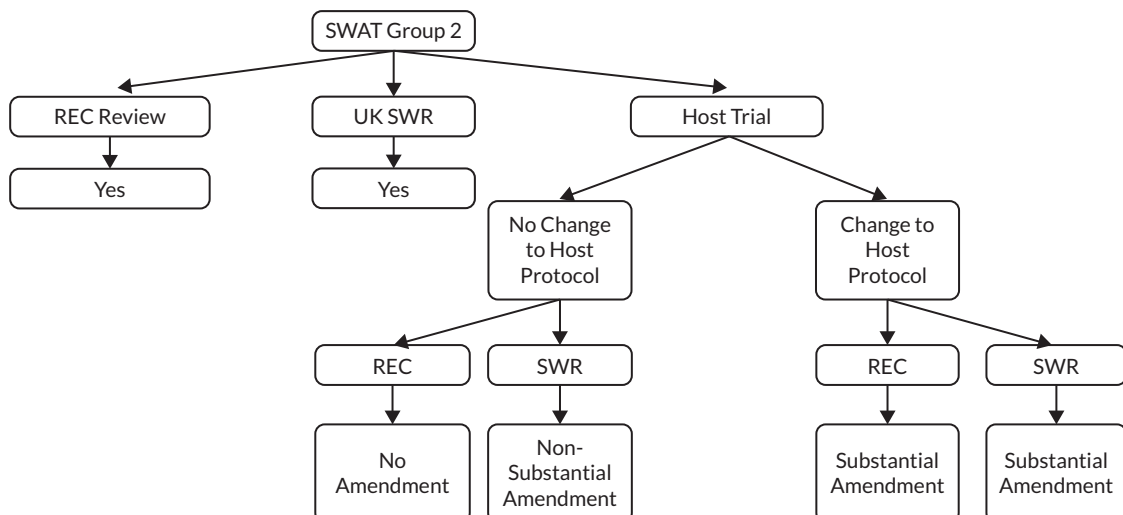 SWAT Group 2
REC Review
UK SWR
Host Trial
Yes
Yes
No Change
to Host
Protocol
Change to
Host
Protocol
REC
SWR
REC
SWR
No
Amendment
Non-
Substantial
Amendment
Substantial
Amendment
Substantial
Amendment